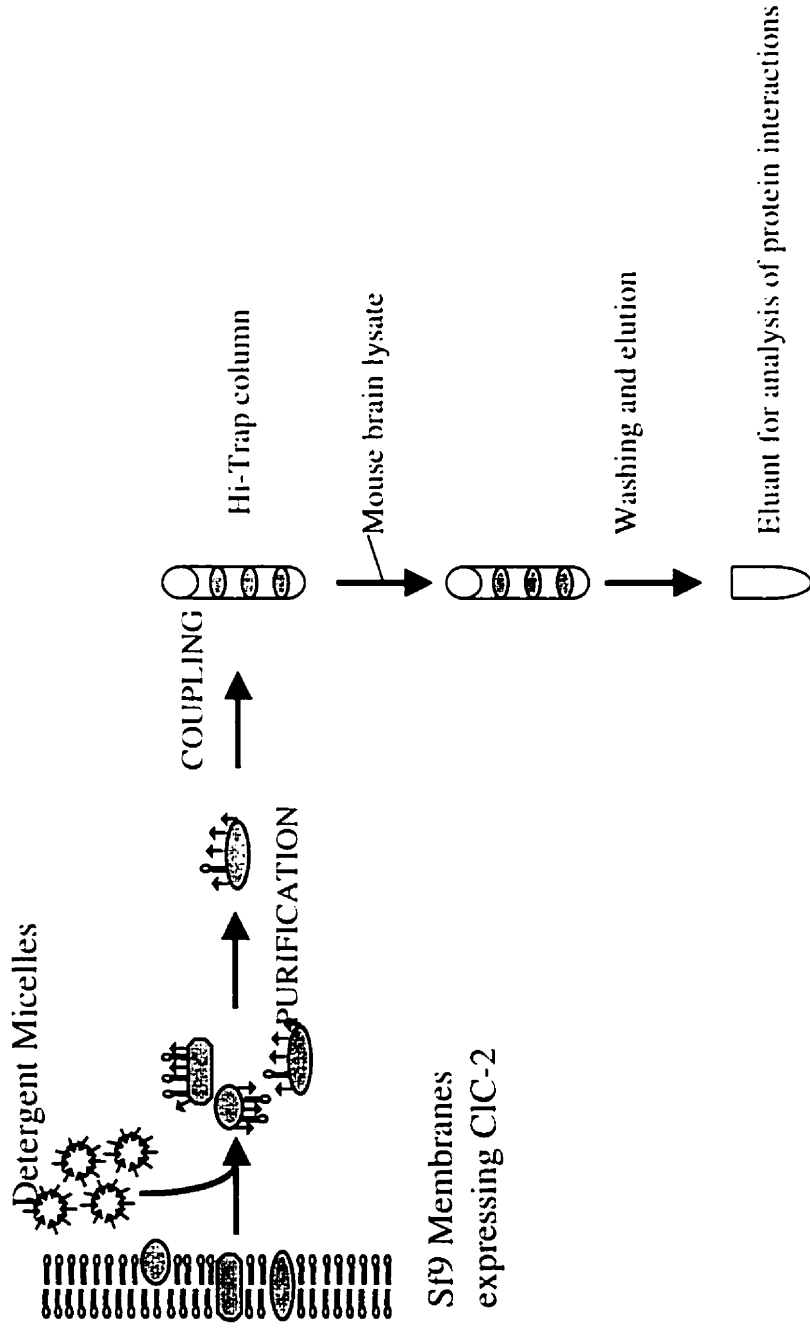 Detergent Micelles
Sf9 Membranes
expressing ClC-2
PURIFICATION
COUPLING
Hi-Trap column
Mouse brain lysate
Washing and elution
Eluant for analysis of protein interactions